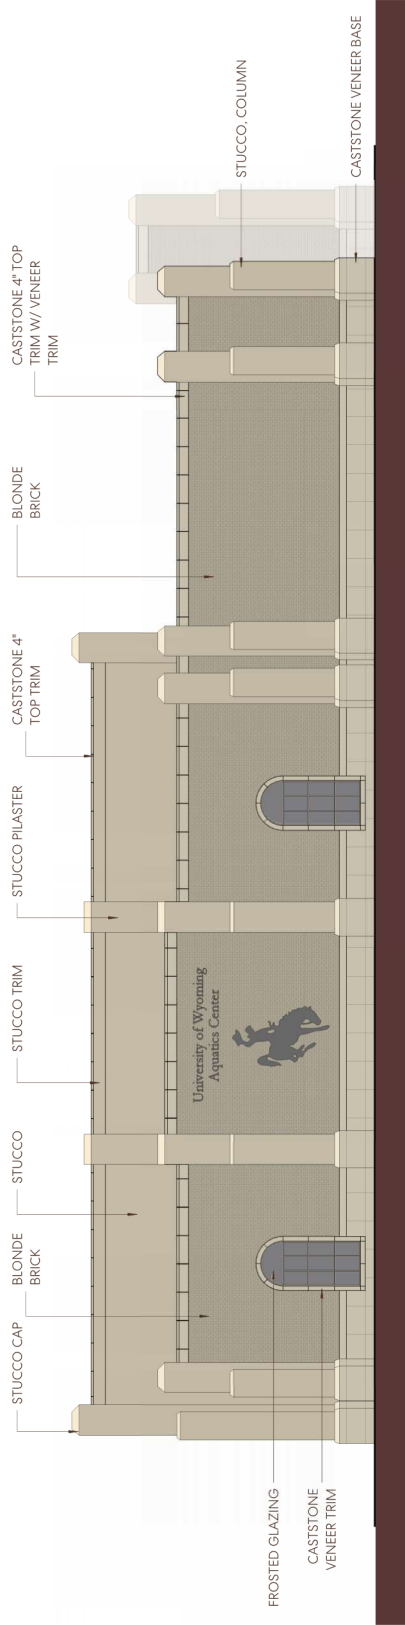 STUCCO CAP
BLONDE
BRICK
STUCCO
STUCCO TRIM
STUCCO PILASTER
CASTSTONE 4"
TOP TRIM
BLONDE
BRICK
CASTSTONE 4" TOP
TRIM W/ VENEER
TRIM
STUCCO, COLUMN
CASTSTONE VENEER BASE
University of Wyoming
Aquatics Center
FROSTED GLAZING
CASTSTONE
VENEER TRIM